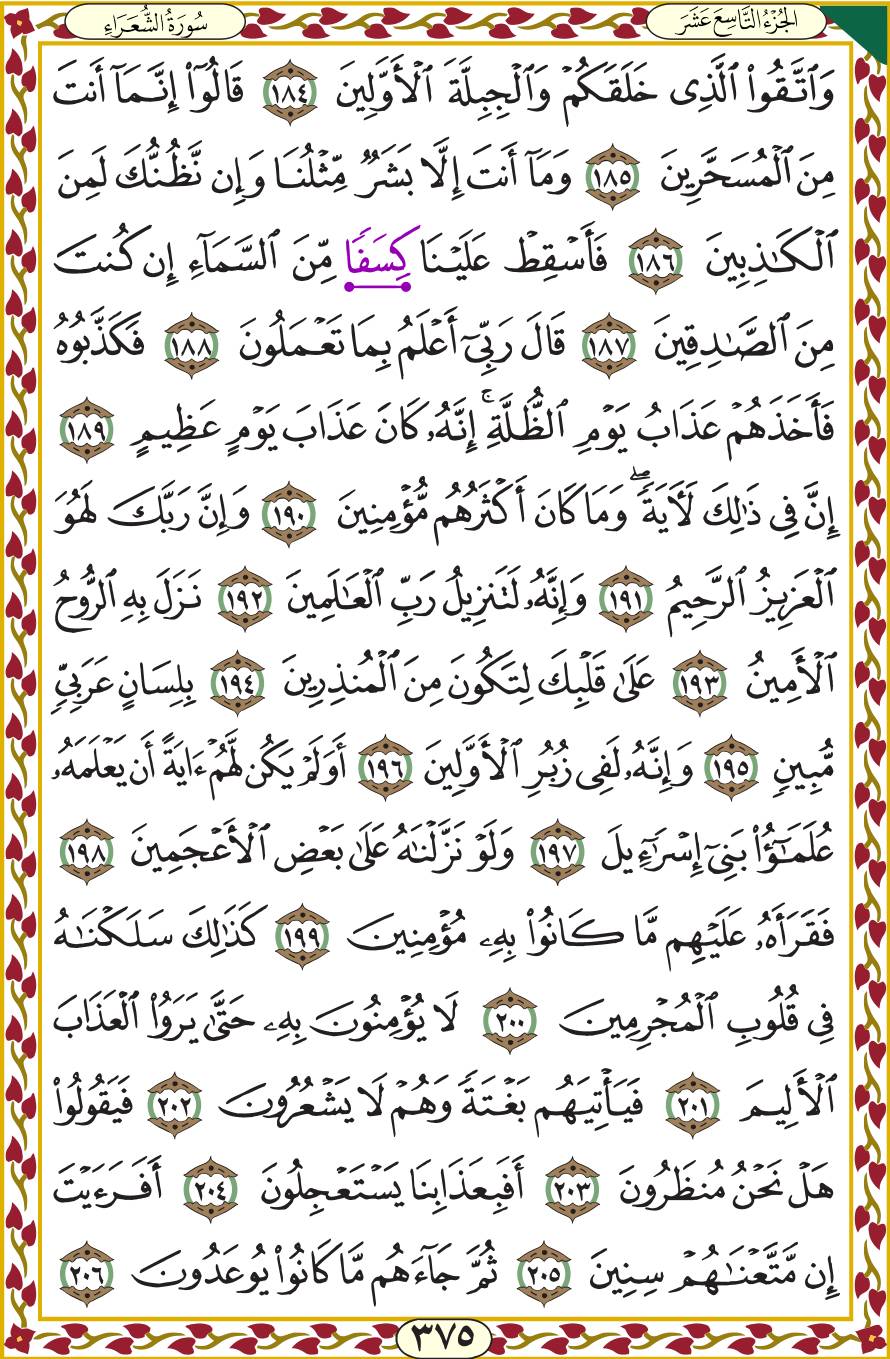 الجُزْءُ التَّاسِعَ عَشَرَ
سُورَةُ الشُّعَرَاءِ
وَٱتَّقُوا۟ ٱلَّذِى خَلَقَكُمْ وَٱلْجِبِلَّةَ ٱلْأَوَّلِينَ ١٨٤ قَالُوٓا۟ إِنَّمَآ أَنتَ
مِنَ ٱلْمُسَحَّرِينَ ١٨٥ وَمَآ أَنتَ إِلَّا بَشَرٌ مِّثْلُنَا وَإِن نَّظُنُّكَ لَمِنَ
ٱلْكَـٰذِبِينَ ١٨٦ فَأَسْقِطْ عَلَيْنَا كِسَفًا مِّنَ ٱلسَّمَآءِ إِن كُنتَ
مِنَ ٱلصَّـٰدِقِينَ ١٨٧ قَالَ رَبِّىٓ أَعْلَمُ بِمَا تَعْمَلُونَ ١٨٨ فَكَذَّبُوهُ
فَأَخَذَهُمْ عَذَابُ يَوْمِ ٱلظُّلَّةِ ۚ إِنَّهُۥ كَانَ عَذَابَ يَوْمٍ عَظِيمٍ ١٨٩
إِنَّ فِى ذَٰلِكَ لَـَٔايَةً ۖ وَمَا كَانَ أَكْثَرُهُم مُّؤْمِنِينَ ١٩٠ وَإِنَّ رَبَّكَ لَهُوَ
ٱلْعَزِيزُ ٱلرَّحِيمُ ١٩١ وَإِنَّهُۥ لَتَنزِيلُ رَبِّ ٱلْعَـٰلَمِينَ ١٩٢ نَزَلَ بِهِ ٱلرُّوحُ
ٱلْأَمِينُ ١٩٣ عَلَىٰ قَلْبِكَ لِتَكُونَ مِنَ ٱلْمُنذِرِينَ ١٩٤ بِلِسَانٍ عَرَبِىٍّ
مُّبِينٍ ١٩٥ وَإِنَّهُۥ لَفِى زُبُرِ ٱلْأَوَّلِينَ ١٩٦ أَوَلَمْ يَكُن لَّهُمْ ءَايَةً أَن يَعْلَمَهُۥ
عُلَمَـٰٓؤُا۟ بَنِىٓ إِسْرَٰٓءِيلَ ١٩٧ وَلَوْ نَزَّلْنَـٰهُ عَلَىٰ بَعْضِ ٱلْأَعْجَمِينَ ١٩٨
فَقَرَأَهُۥ عَلَيْهِم مَّا كَانُوا۟ بِهِۦ مُؤْمِنِينَ ١٩٩ كَذَٰلِكَ سَلَكْنَـٰهُ
فِى قُلُوبِ ٱلْمُجْرِمِينَ ٢٠٠ لَا يُؤْمِنُونَ بِهِۦ حَتَّىٰ يَرَوُا۟ ٱلْعَذَابَ
ٱلْأَلِيمَ ٢٠١ فَيَأْتِيَهُم بَغْتَةً وَهُمْ لَا يَشْعُرُونَ ٢٠٢ فَيَقُولُوا۟
هَلْ نَحْنُ مُنظَرُونَ ٢٠٣ أَفَبِعَذَابِنَا يَسْتَعْجِلُونَ ٢٠٤ أَفَرَءَيْتَ
إِن مَّتَّعْنَـٰهُمْ سِنِينَ ٢٠٥ ثُمَّ جَآءَهُم مَّا كَانُوا۟ يُوعَدُونَ ٢٠٦
٣٧٥